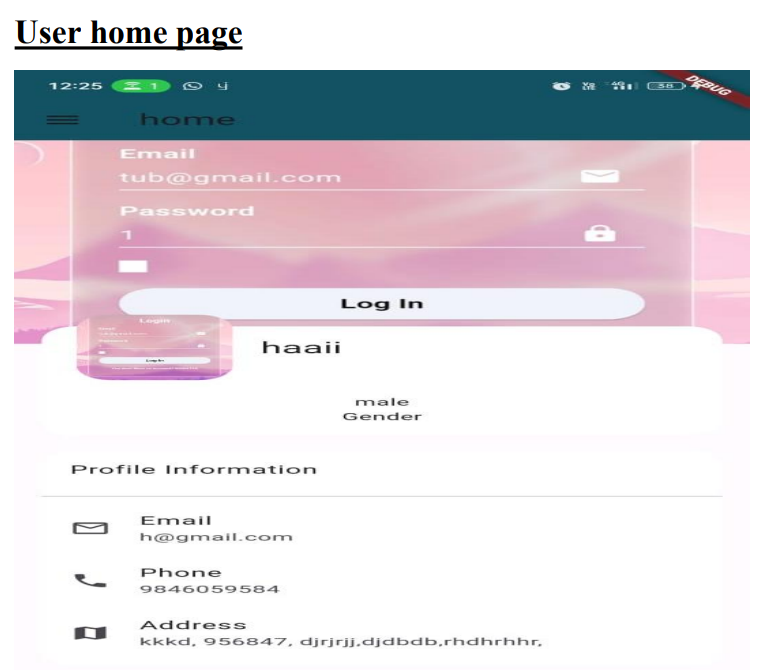 User home page
12:25 1
4G 38
DEBUG
home
Email
tub@gmail.com
Password
1
Log In
Login
Log In
haaii
male
Gender
Profile Information
Email
h@gmail.com
Phone
9846059584
Address
kkkd, 956847, djrjrjj,djdbdb,rhdhrhhr,